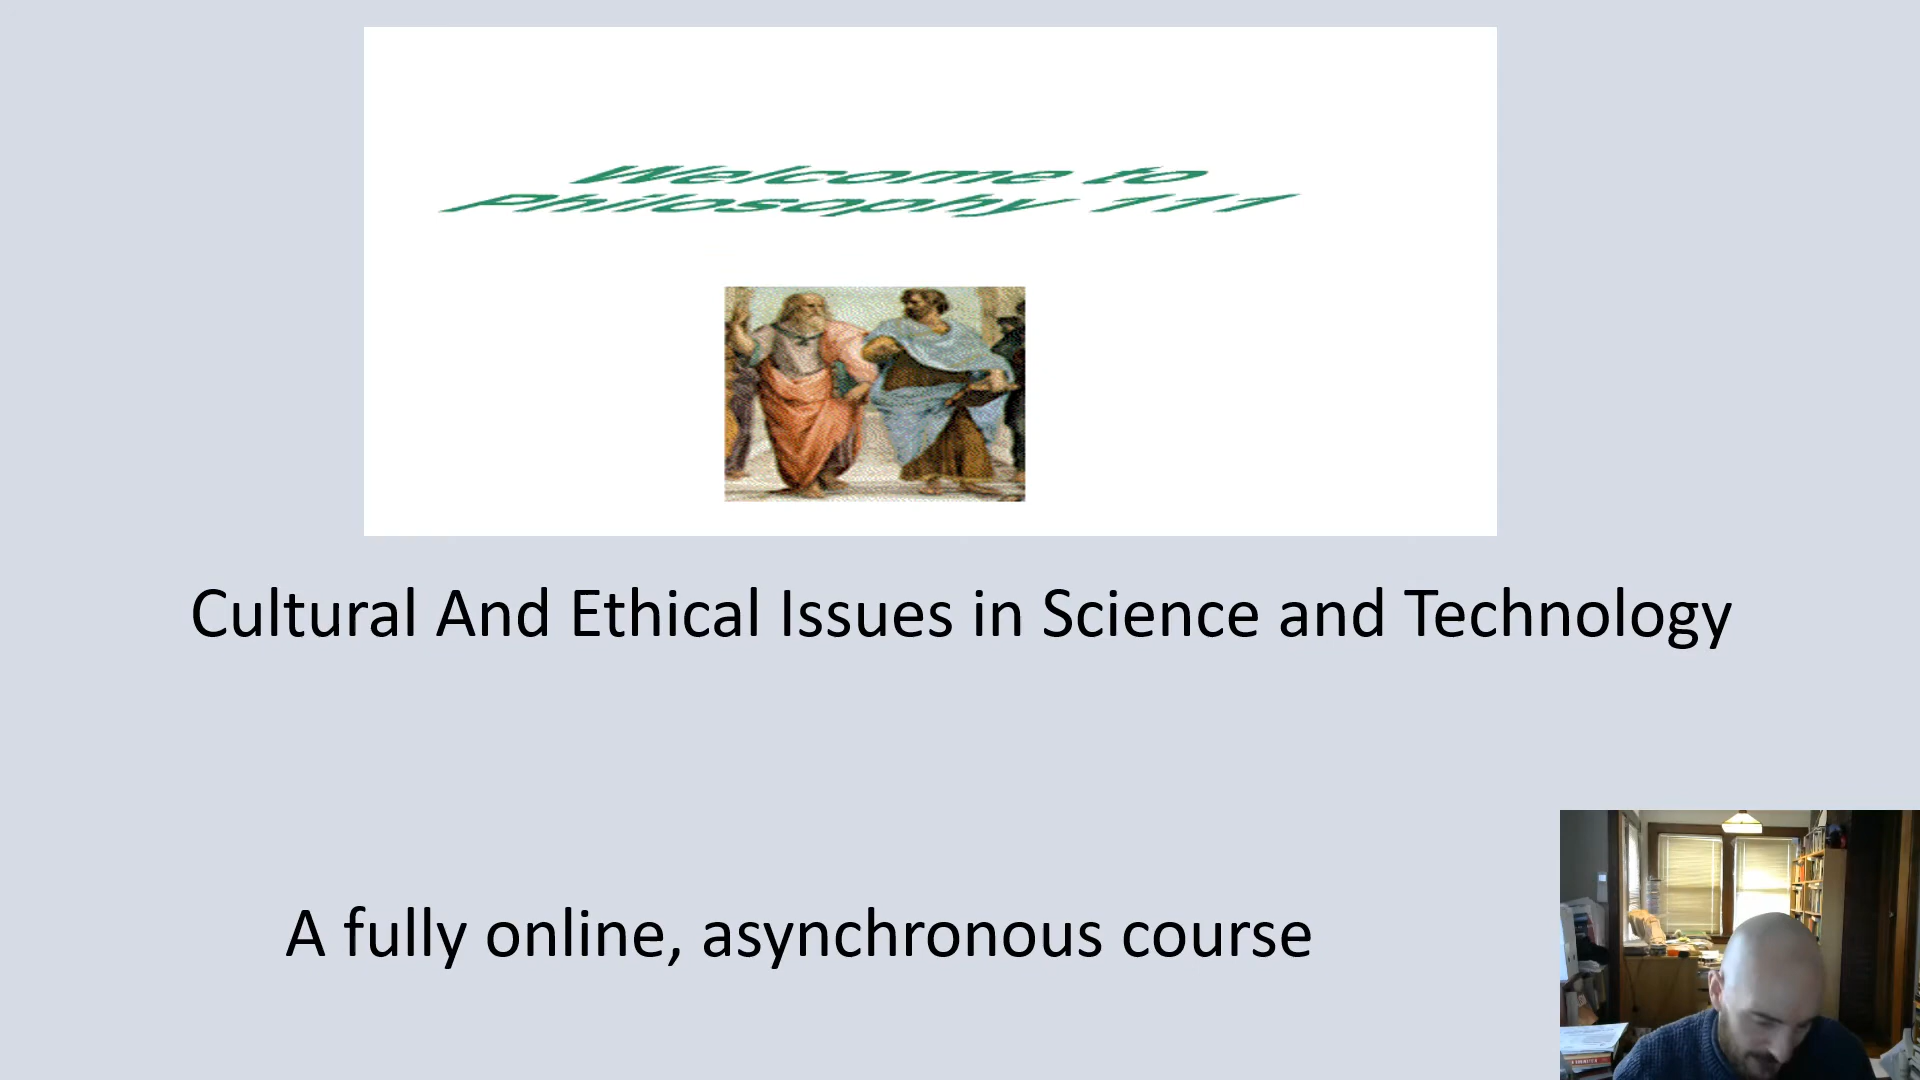 Welcome to
Philosophy 111
Cultural And Ethical Issues in Science and Technology
A fully online, asynchronous course